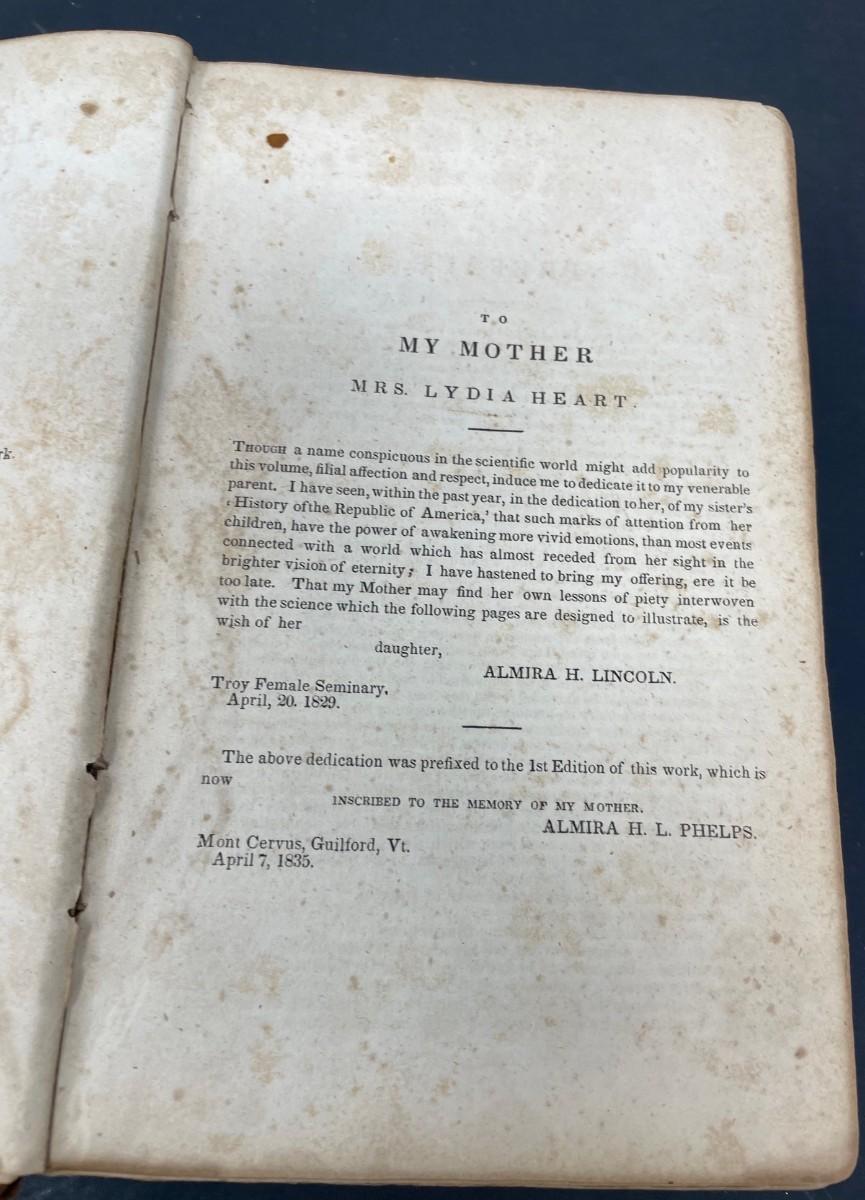 rk.
TO
MY MOTHER
MRS. LYDIA HEART.
THOUGH a name conspicuous in the scientific world might add popularity to
this volume, filial affection and respect, induce me to dedicate it to my venerable
parent. I have seen, within the past year, in the dedication to her, of my sister's
‘History ofthe Republic of America,’ that such marks of attention from her
children, have the power of awakening more vivid emotions, than most events
connected with a world which has almost receded from her sight in the
brighter vision of eternity; I have hastened to bring my offering, ere it be
too late. That my Mother may find her own lessons of piety interwoven
with the science which the following pages are designed to illustrate, is the
wish of her
daughter,
ALMIRA H. LINCOLN.
Troy Female Seminary,
April, 20. 1829.
The above dedication was prefixed to the 1st Edition of this work, which is
now
INSCRIBED TO THE MEMORY OF MY MOTHER.
ALMIRA H. L. PHELPS.
Mont Cervus, Guilford, Vt.
April 7, 1835.